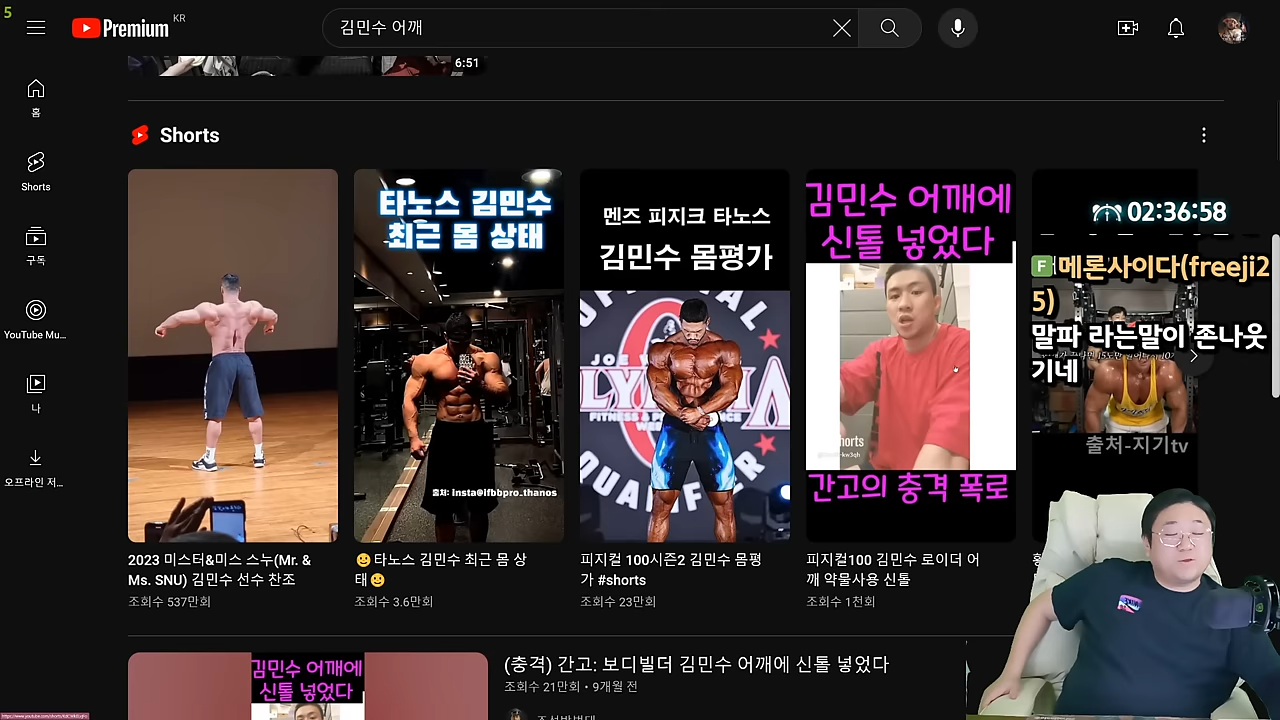 5
Premium
KR
김민수 어깨
홈
Shorts
구독
YouTube Mu...
나
오프라인 저...
6:51
Shorts
타노스 김민수
최근 몸 상태
출처: insta@ifbbpro_thanos
멘즈 피지크 타노스
김민수 몸평가
김민수 어깨에
신톨 넣었다
간고의 충격 폭로
02:36:58
F 메론사이다(freeji2
5)
말파 라는말이 존나웃
기네
출처-지기tv
2023 미스터&미스 스누(Mr. &
Ms. SNU) 김민수 선수 찬조
조회수 537만회
타노스 김민수 최근 몸 상
태
조회수 3.6만회
피지컬 100시즌2 김민수 몸평
가 #shorts
조회수 23만회
피지컬100 김민수 로이더 어
깨 약물사용 신톨
조회수 1천회
김민수 어깨에
신톨 넣었다
(충격) 간고: 보디빌더 김민수 어깨에 신톨 넣었다
조회수 21만회 • 9개월 전